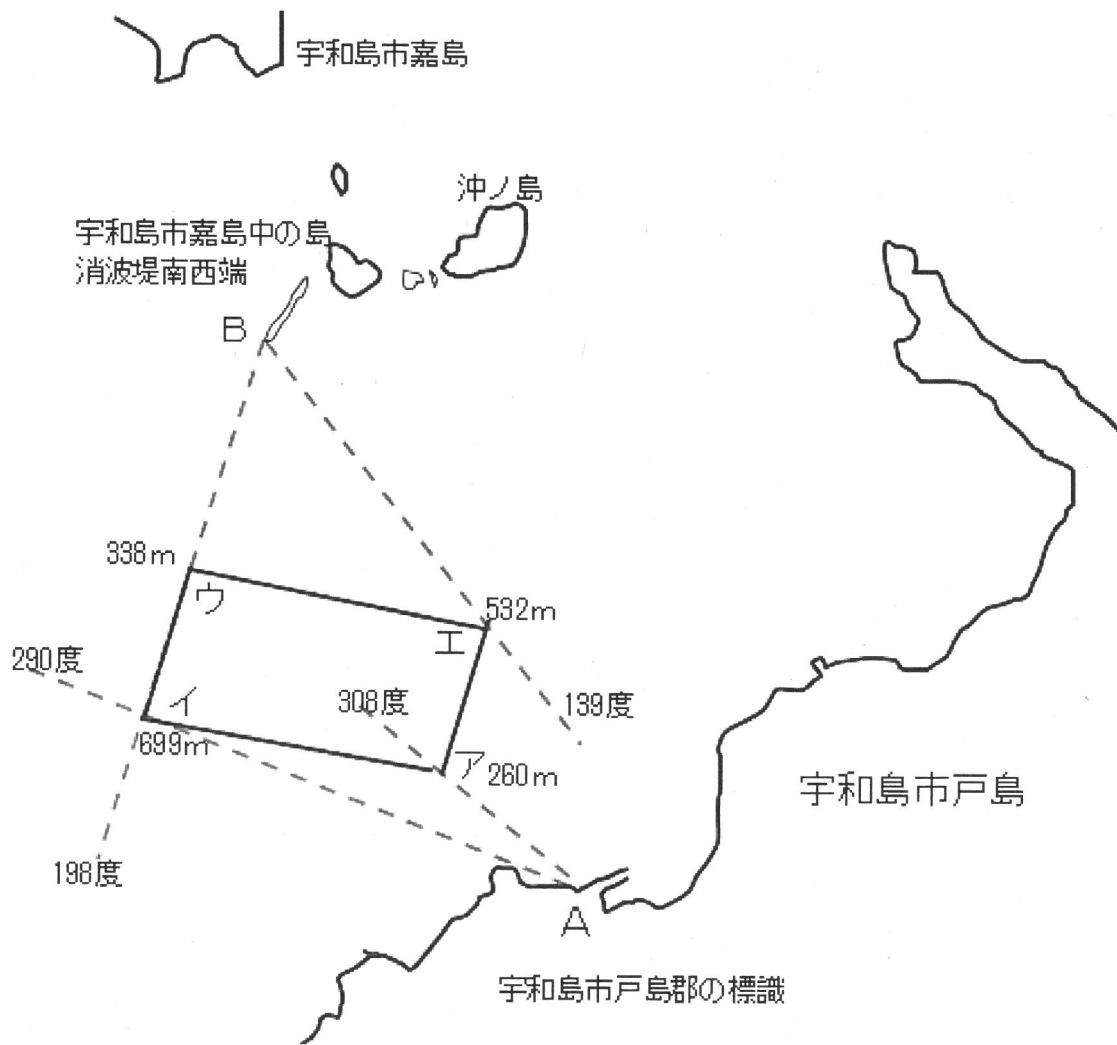 宇和島市嘉島
沖ノ島
宇和島市嘉島中の島
消波堤南西端
B
338m
ウ
532m
エ
290度
イ
308度
139度
699m
ア
260m
宇和島市戸島
198度
A
宇和島市戸島郡の標識